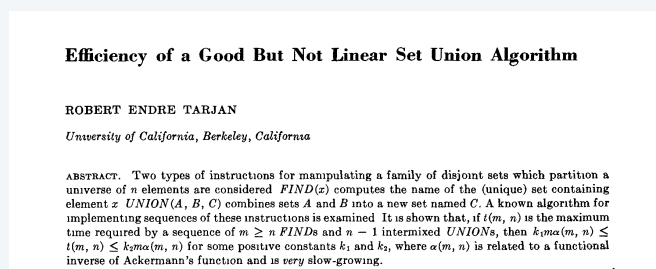 Efficiency of a Good But Not Linear Set Union Algorithm
ROBERT ENDRE TARJAN
University of California, Berkeley, California
ABSTRACT. Two types of instructions for manipulating a family of disjoint sets which partition a
universe of n elements are considered FIND(x) computes the name of the (unique) set containing
element x UNION(A, B, C) combines sets A and B into a new set named C. A known algorithm for
implementing sequences of these instructions is examined It is shown that, if t(m, n) is the maximum
time required by a sequence of m ≥ n FINDs and n − 1 intermixed UNIONs, then k₁mα(m, n) ≤
t(m, n) ≤ k₂mα(m, n) for some positive constants k₁ and k₂, where α(m, n) is related to a functional
inverse of Ackermann's function and is very slow-growing.